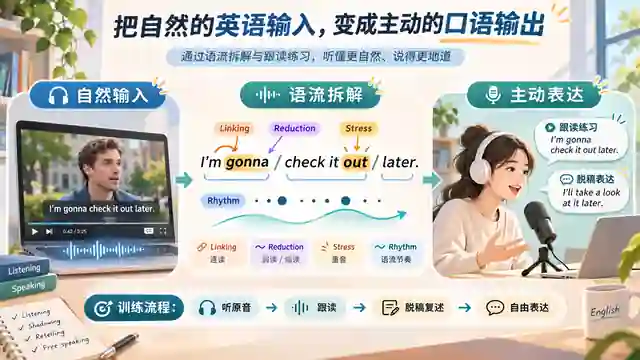 把自然的英语输入,变成主动的口语输出
通过语流拆解与跟读练习,听懂更自然、说得更地道
自然输入
I'm gonna check it out later.
0:42 / 3:25
语流拆解
Linking
Reduction
Stress
I'm gonna / check it out / later.
Rhythm
Linking
连读
Reduction
弱读 / 缩读
Stress
重音
Rhythm
语流节奏
主动表达
跟读练习
I'm gonna
check it out later.
脱稿表达
I'll take a look
at it later.
Listening
Speaking
✓ Listening
✓ Shadowing
✓ Retelling
✓ Free speaking
训练流程:
听原音
跟读
脱稿复述
自由表达
English